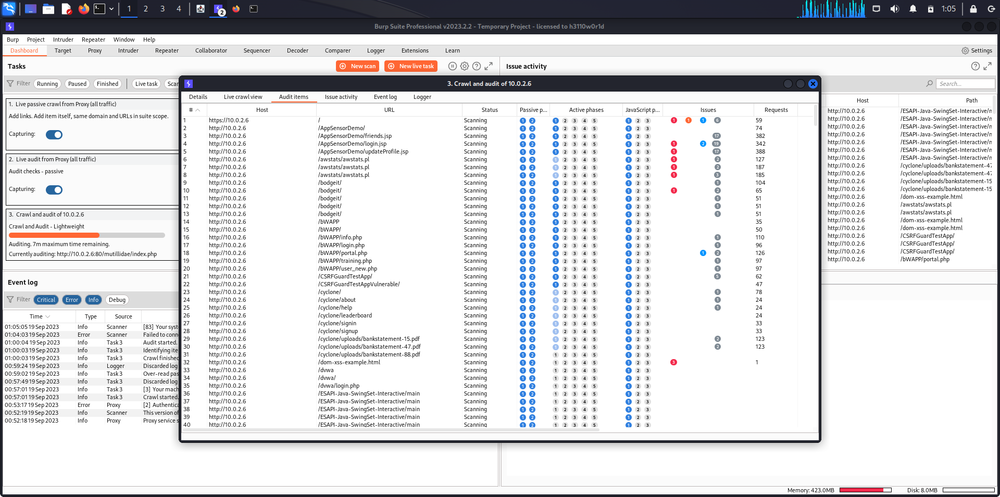 1 2 3 4 2 1:05
Burp Suite Professional v2023.2.2 - Temporary Project - licensed to h3110w0r1d
Burp Project Intruder Repeater Window Help
Dashboard Target Proxy Intruder Repeater Collaborator Sequencer Decoder Comparer Logger Extensions Learn Settings
Tasks New scan New live task
Filter Running Paused Finished Live task Scan
1. Live passive crawl from Proxy (all traffic)
Add links. Add item itself, same domain and URLs in suite scope.
Capturing:
2. Live audit from Proxy (all traffic)
Audit checks - passive
Capturing:
3. Crawl and audit of 10.0.2.6
Crawl and Audit - Lightweight
Auditing. 7m maximum time remaining.
Currently auditing: http://10.0.2.6:80/mutillidae/index.php
Event log
Filter Critical Error Info Debug
Time Type Source
01:05:05 19 Sep 2023 Info Scanner [83] Your syst
01:04:03 19 Sep 2023 Error Scanner Failed to conn
01:00:04 19 Sep 2023 Info Task 3 Audit started.
01:00:03 19 Sep 2023 Info Task 3 Identifying ite
01:00:03 19 Sep 2023 Info Task 3 Crawl finished
00:59:24 19 Sep 2023 Info Logger Discarded log
00:59:02 19 Sep 2023 Info Task 3 Over-read pas
00:57:49 19 Sep 2023 Info Task 3 Discarded log
00:57:01 19 Sep 2023 Info Task 3 [3] Your mach
00:57:01 19 Sep 2023 Info Task 3 Crawl started.
00:53:17 19 Sep 2023 Error Proxy [2] Authentica
00:52:19 19 Sep 2023 Info Scanner This version of
00:52:18 19 Sep 2023 Info Proxy Proxy service s
3. Crawl and audit of 10.0.2.6
Details Live crawl view Audit items Issue activity Event log Logger
# Host URL Status Passive p... Active phases JavaScript p... Issues Requests
1 https://10.0.2.6 / Scanning 1 2 1 2 3 4 5 1 2 3 1 1 1 6 59
2 http://10.0.2.6 /AppSensorDemo/ Scanning 1 2 1 2 3 4 5 1 2 3 74
3 http://10.0.2.6 /AppSensorDemo/friends.jsp Scanning 1 2 1 2 3 4 5 1 2 3 17 382
4 http://10.0.2.6 /AppSensorDemo/login.jsp Scanning 1 2 1 2 3 4 5 1 2 3 1 2 19 342
5 http://10.0.2.6 /AppSensorDemo/updateProfile.jsp Scanning 1 2 1 2 3 4 5 1 2 3 1 17 388
6 http://10.0.2.6 /awstats/awstats.pl Scanning 1 2 1 2 3 4 5 1 2 3 1 2 127
7 http://10.0.2.6 /awstats/awstats.pl Scanning 1 2 1 2 3 4 5 1 2 3 1 2 187
8 http://10.0.2.6 /awstats/awstats.pl Scanning 1 2 1 2 3 4 5 1 2 3 1 3 185
9 http://10.0.2.6 /bodgeit/ Scanning 1 2 1 2 3 4 5 1 2 3 1 104
10 http://10.0.2.6 /bodgeit/ Scanning 1 2 1 2 3 4 5 1 2 3 1 2 65
11 http://10.0.2.6 /bodgeit/ Scanning 1 2 1 2 3 4 5 1 2 3 1 51
12 http://10.0.2.6 /bodgeit/ Scanning 1 2 1 2 3 4 5 1 2 3 1 51
13 http://10.0.2.6 /bodgeit/ Scanning 1 2 1 2 3 4 5 1 2 3 1 51
14 http://10.0.2.6 /bWAPP Scanning 1 2 1 2 3 4 5 1 2 3 35
15 http://10.0.2.6 /bWAPP/ Scanning 1 2 1 2 3 4 5 1 2 3 50
16 http://10.0.2.6 /bWAPP/info.php Scanning 1 2 1 2 3 4 5 1 2 3 1 110
17 http://10.0.2.6 /bWAPP/login.php Scanning 1 2 1 2 3 4 5 1 2 3 1 96
18 http://10.0.2.6 /bWAPP/portal.php Scanning 1 2 1 2 3 4 5 1 2 3 1 2 126
19 http://10.0.2.6 /bWAPP/training.php Scanning 1 2 1 2 3 4 5 1 2 3 1 97
20 http://10.0.2.6 /bWAPP/user_new.php Scanning 1 2 1 2 3 4 5 1 2 3 1 97
21 http://10.0.2.6 /CSRFGuardTestApp/ Scanning 1 2 1 2 3 4 5 1 2 3 5 62
22 http://10.0.2.6 /CSRFGuardTestAppVulnerable/ Scanning 1 2 1 2 3 4 5 1 2 3 47
23 http://10.0.2.6 /cyclone/ Scanning 1 2 1 2 3 4 5 1 2 3 1 78
24 http://10.0.2.6 /cyclone/about Scanning 1 2 1 2 3 4 5 1 2 3 1 24
25 http://10.0.2.6 /cyclone/help Scanning 1 2 1 2 3 4 5 1 2 3 1 24
26 http://10.0.2.6 /cyclone/leaderboard Scanning 1 2 1 2 3 4 5 1 2 3 24
27 http://10.0.2.6 /cyclone/signin Scanning 1 2 1 2 3 4 5 1 2 3 33
28 http://10.0.2.6 /cyclone/signup Scanning 1 2 1 2 3 4 5 1 2 3 33
29 http://10.0.2.6 /cyclone/uploads/bankstatement-15.pdf Scanning 1 2 1 2 3 4 5 1 2 3 2 123
30 http://10.0.2.6 /cyclone/uploads/bankstatement-47.pdf Scanning 1 2 1 2 3 4 5 1 2 3 2 123
31 http://10.0.2.6 /cyclone/uploads/bankstatement-88.pdf Scanning 1 2 1 2 3 4 5 1 2 3
32 http://10.0.2.6 /dom-xss-example.html Scanning 1 2 1 2 3 4 5 1 2 3 3 1
33 http://10.0.2.6 /dvwa Scanning 1 2 1 2 3 4 5 1 2 3
34 http://10.0.2.6 /dvwa/ Scanning 1 2 1 2 3 4 5 1 2 3
35 http://10.0.2.6 /dvwa/login.php Scanning 1 2 1 2 3 4 5 1 2 3
36 http://10.0.2.6 /ESAPI-Java-SwingSet-Interactive/main Scanning 1 2 1 2 3 4 5 1 2 3
37 http://10.0.2.6 /ESAPI-Java-SwingSet-Interactive/main Scanning 1 2 1 2 3 4 5 1 2 3
38 http://10.0.2.6 /ESAPI-Java-SwingSet-Interactive/main Scanning 1 2 1 2 3 4 5 1 2 3
39 http://10.0.2.6 /ESAPI-Java-SwingSet-Interactive/main Scanning 1 2 1 2 3 4 5 1 2 3
40 http://10.0.2.6 /ESAPI-Java-SwingSet-Interactive/main Scanning 1 2 1 2 3 4 5 1 2 3
Issue activity
Search...
Host Path
http://10.0.2.6 /ESAPI-Java-SwingSet-Interactive/
http://10.0.2.6 /ESAPI-Java-SwingSet-Interactive/
http://10.0.2.6 /ESAPI-Java-SwingSet-Interactive/
http://10.0.2.6 /ESAPI-Java-SwingSet-Interactive/
http://10.0.2.6 /ESAPI-Java-SwingSet-Interactive/
http://10.0.2.6 /ESAPI-Java-SwingSet-Interactive/
http://10.0.2.6 /ESAPI-Java-SwingSet-Interactive/
http://10.0.2.6 /cyclone/uploads/bankstatement-47
http://10.0.2.6 /cyclone/uploads/bankstatement-47
http://10.0.2.6 /cyclone/uploads/bankstatement-15
http://10.0.2.6 /cyclone/uploads/bankstatement-15
http://10.0.2.6 /dom-xss-example.html
http://10.0.2.6 /awstats/awstats.pl
http://10.0.2.6 /awstats/awstats.pl
http://10.0.2.6 /dom-xss-example.html
http://10.0.2.6 /dom-xss-example.html
http://10.0.2.6 /CSRFGuardTestApp/
http://10.0.2.6 /CSRFGuardTestApp/
http://10.0.2.6 /CSRFGuardTestApp/
http://10.0.2.6 /bWAPP/portal.php
Memory: 423.0MB Disk: 8.0MB